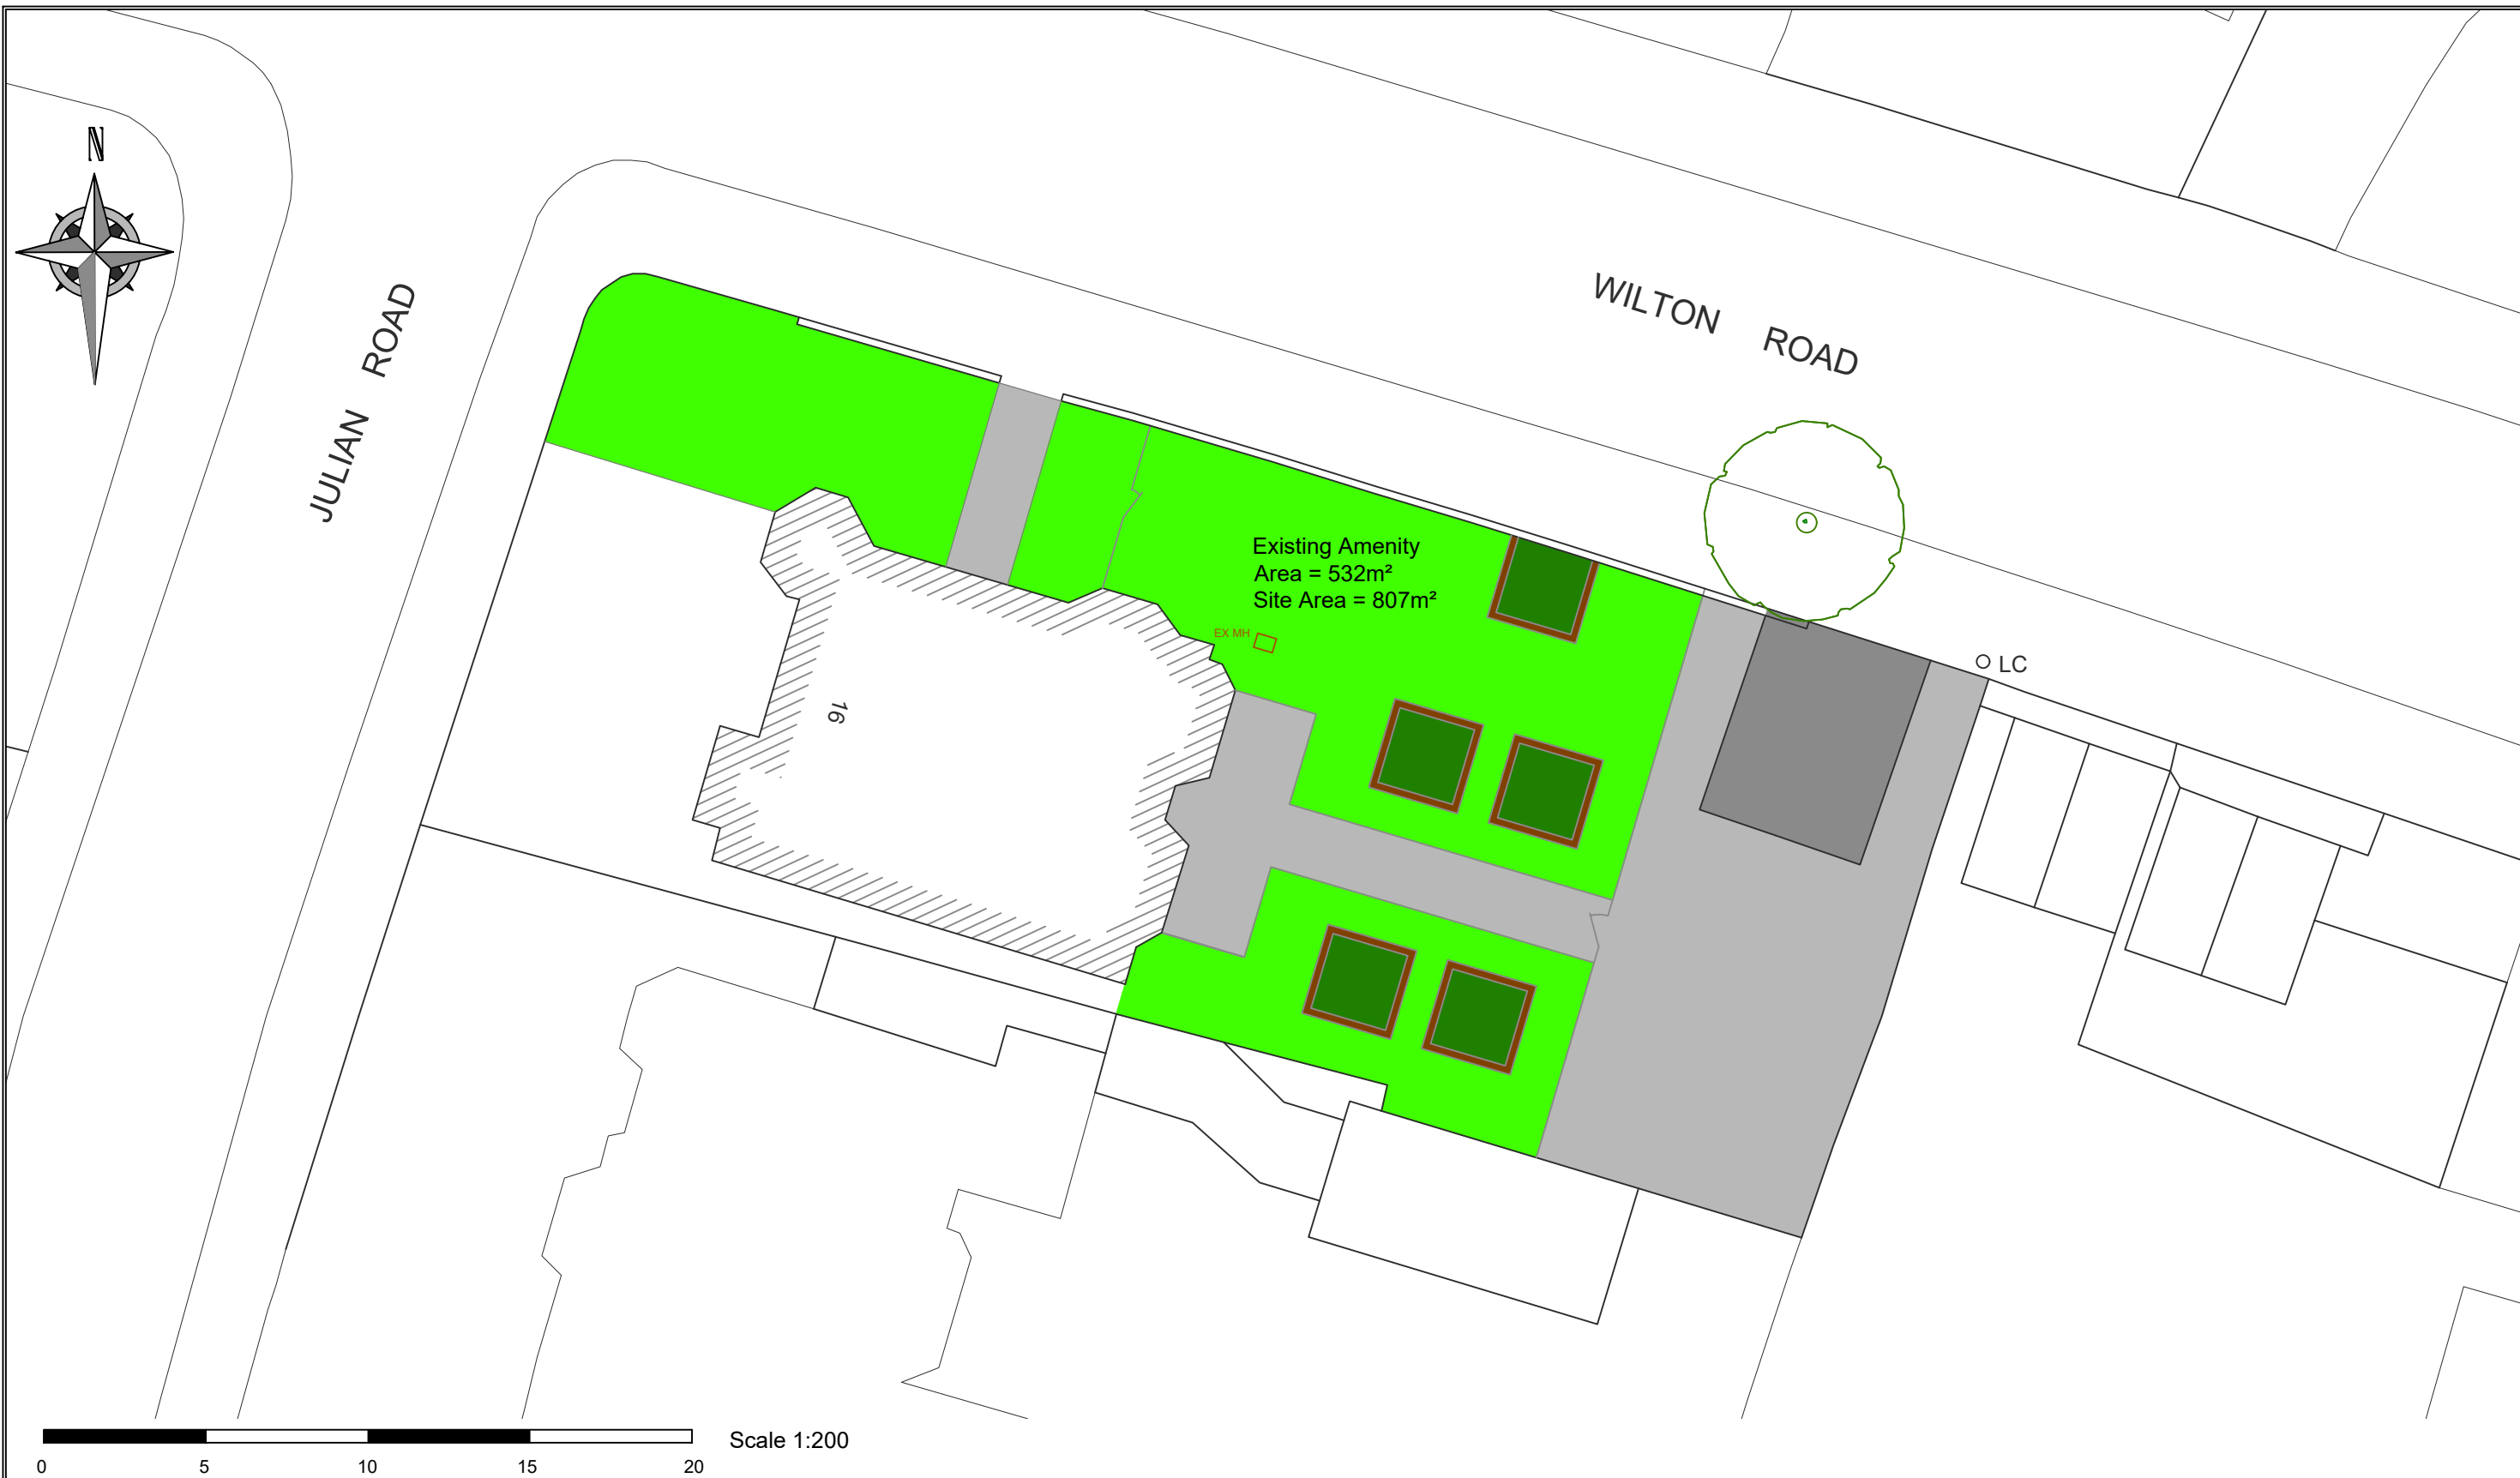 N
JULIAN ROAD
WILTON ROAD
Existing Amenity
Area = 532m²
Site Area = 807m²
EX MH
LC
16
Scale 1:200
0 5 10 15 20